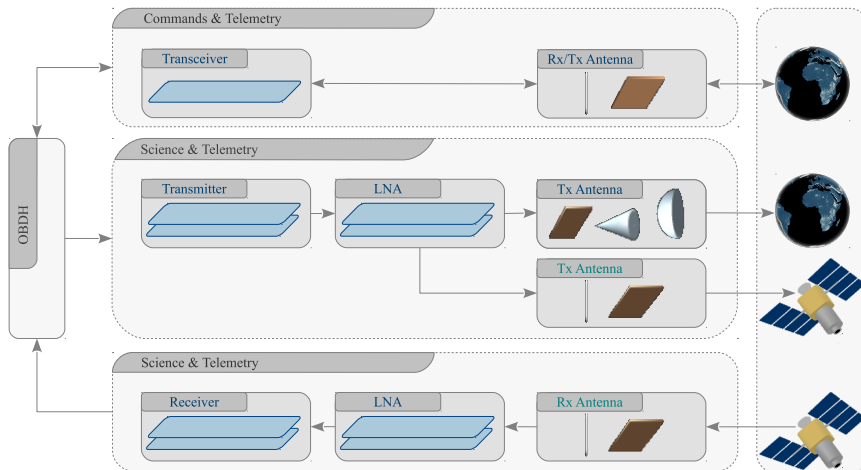 Commands & Telemetry
Transceiver
Rx/Tx Antenna
OBDH
Science & Telemetry
Transmitter
LNA
Tx Antenna
Tx Antenna
Science & Telemetry
Receiver
LNA
Rx Antenna